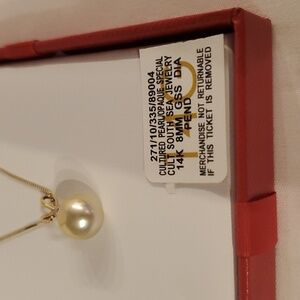 271/10/335/89004
CULTURED PEARL/OPAQUE SPECIAL
CULT SOUTH SEA JEWELRY
14K 8MM GSS DIA
PEND
MERCHANDISE NOT RETURNABLE
IF THIS TICKET IS REMOVED